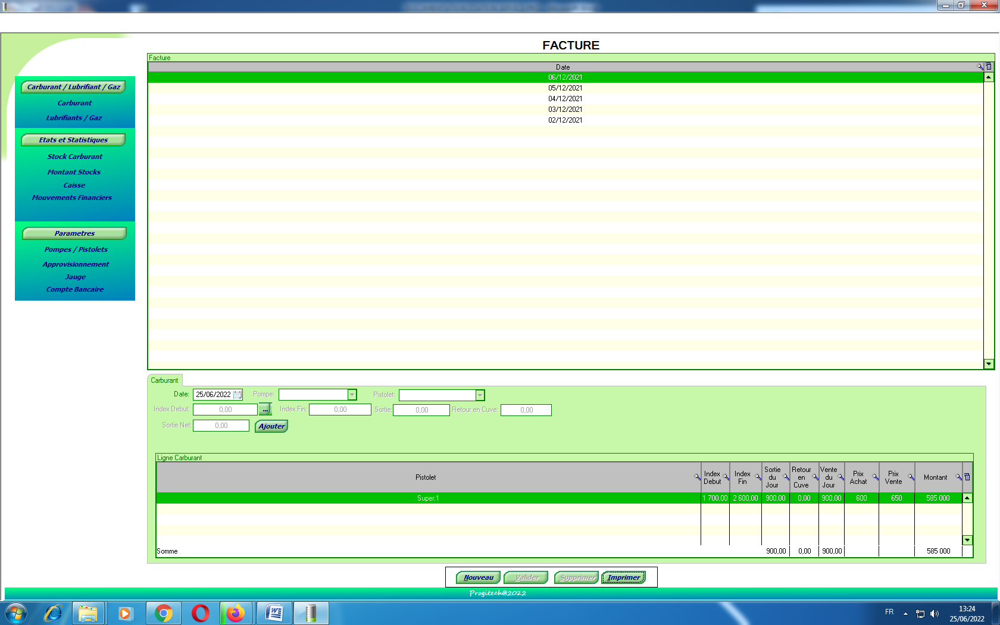 FACTURE
Facture
Date
06/12/2021
05/12/2021
04/12/2021
03/12/2021
02/12/2021
Carburant / Lubrifiant / Gaz
Carburant
Lubrifiants / Gaz
Etats et Statistiques
Stock Carburant
Montant Stocks
Caisse
Mouvements Financiers
Parametres
Pompes / Pistolets
Approvisionnement
Jauge
Compte Bancaire
Carburant
Date: 25/06/2022 Pompe: Pistolet:
Index Debut: 0,00 ... Index Fin: 0,00 Sortie: 0,00 Retour en Cuve: 0,00
Sortie Net: 0,00 Ajouter
Ligne Carburant
Pistolet Index Debut Index Fin Sortie du Jour Retour en Cuve Vente du Jour Prix Achat Prix Vente Montant
Super:1 1 700,00 2 600,00 900,00 0,00 900,00 600 650 585 000
Somme 900,00 0,00 900,00 585 000
Nouveau Valider Supprimer Imprimer
Progitech@2022
FR 13:24
25/06/2022